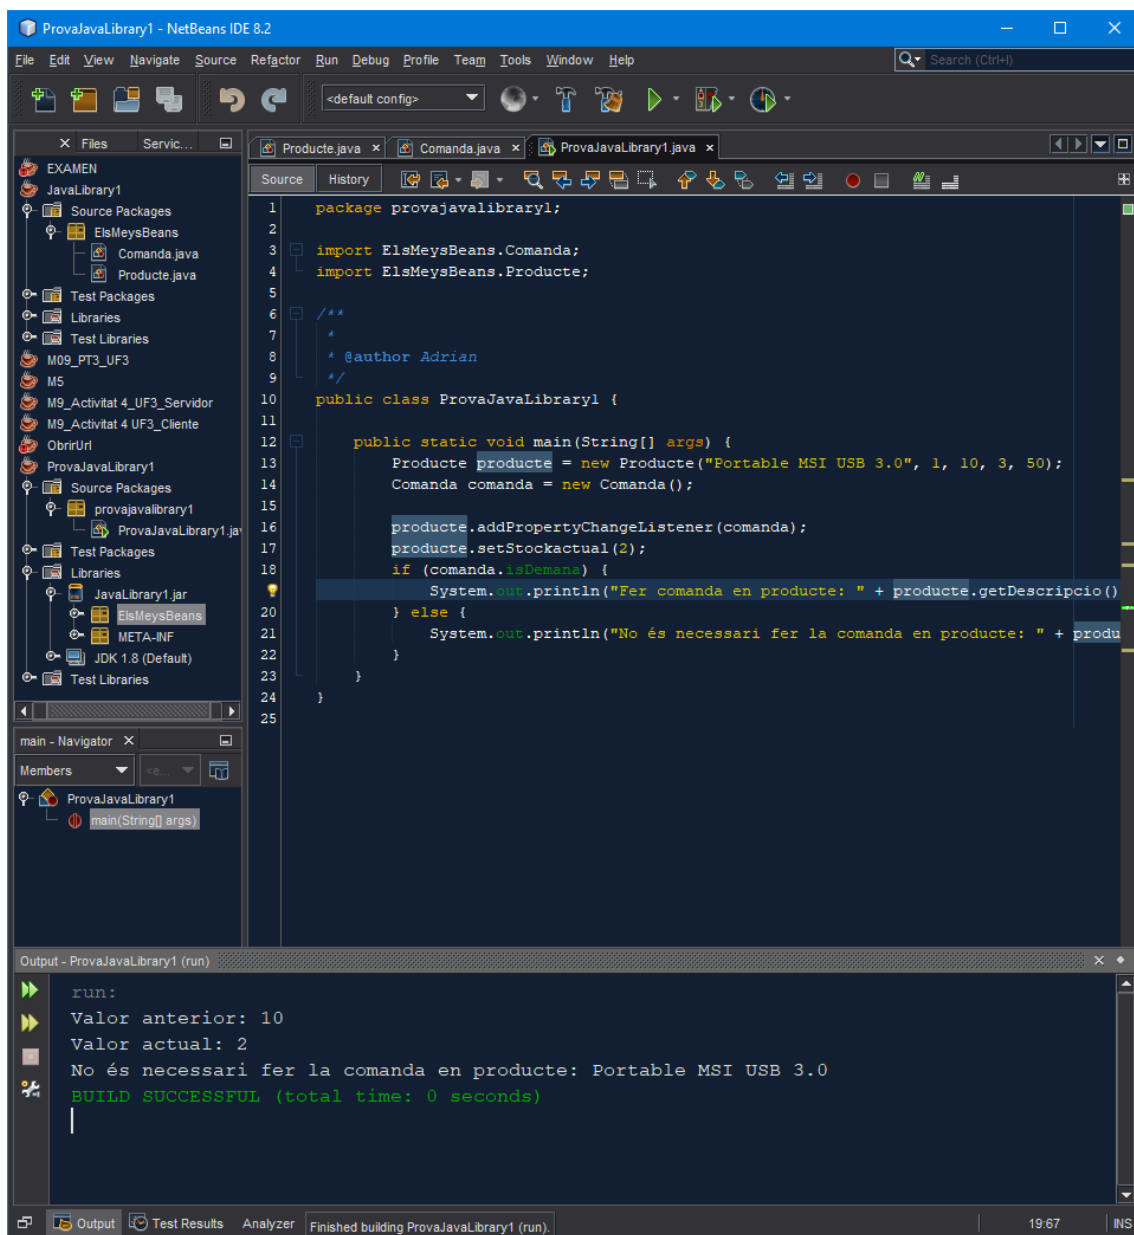 ProvaJavaLibrary1 - NetBeans IDE 8.2
File Edit View Navigate Source Refactor Run Debug Profile Team Tools Window Help
Search (Ctrl+I)
<default config>
Files Servic...
EXAMEN
JavaLibrary1
Source Packages
ElsMeysBeans
Comanda.java
Producte.java
Test Packages
Libraries
Test Libraries
M09_PT3_UF3
M5
M9_Activitat 4_UF3_Servidor
M9_Activitat 4 UF3_Cliente
ObrirUrl
ProvaJavaLibrary1
Source Packages
provajavalibrary1
ProvaJavaLibrary1.jav
Test Packages
Libraries
JavaLibrary1.jar
ElsMeysBeans
META-INF
JDK 1.8 (Default)
Test Libraries
main - Navigator
Members <e...
ProvaJavaLibrary1
main(String[] args)
Producte.java Comanda.java ProvaJavaLibrary1.java
Source History
1 package provajavalibrary1;
2
3 import ElsMeysBeans.Comanda;
4 import ElsMeysBeans.Producte;
5
6 /**
7 *
8 * @author Adrian
9 */
10 public class ProvaJavaLibrary1 {
11
12 public static void main(String[] args) {
13 Producte producte = new Producte("Portable MSI USB 3.0", 1, 10, 3, 50);
14 Comanda comanda = new Comanda();
15
16 producte.addPropertyChangeListener(comanda);
17 producte.setStockactual(2);
18 if (comanda.isDemana) {
System.out.println("Fer comanda en producte: " + producte.getDescripcio()
20 } else {
21 System.out.println("No és necessari fer la comanda en producte: " + produ
22 }
23 }
24 }
25
Output - ProvaJavaLibrary1 (run)
run:
Valor anterior: 10
Valor actual: 2
No és necessari fer la comanda en producte: Portable MSI USB 3.0
BUILD SUCCESSFUL (total time: 0 seconds)
Output Test Results Analyzer Finished building ProvaJavaLibrary1 (run). 19:67 INS